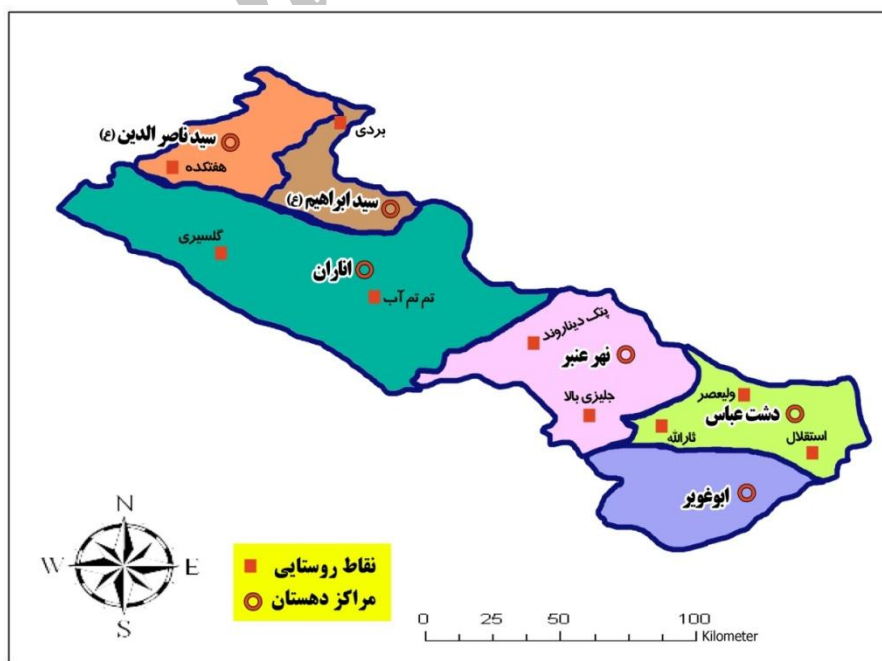 سید ناصر الدین (ع)
بردی
هفتکده
سید ابراهیم (ع)
گلسیری
اناران
تم تم آب
پتک دیناروند
نهر عنبر
ولیعصر
جلیزی بالا
دشت عباس
ثارالله
استقلال
ابوغویر
N
W
E
S
نقاط روستایی
مراکز دهستان
0 25 50 100
Kilometer